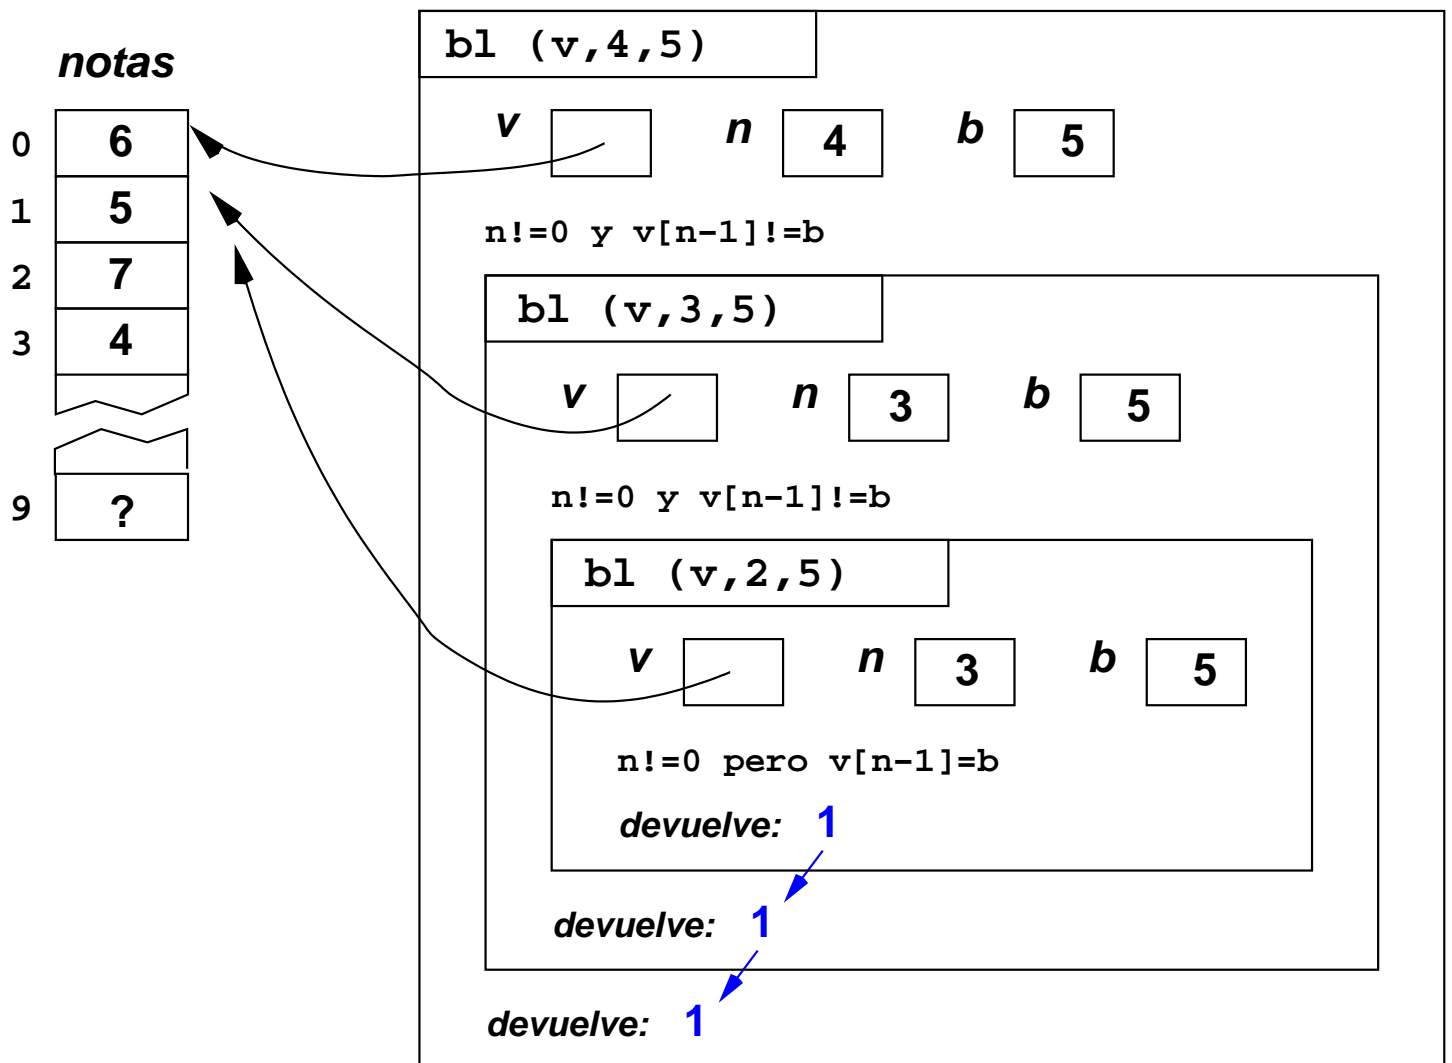 notas
0 6
1 5
2 7
3 4
9 ?
bl (v,4,5)
v n 4 b 5
n!=0 y v[n-1]!=b
bl (v,3,5)
v n 3 b 5
n!=0 y v[n-1]!=b
bl (v,2,5)
v n 3 b 5
n!=0 pero v[n-1]=b
devuelve: 1
devuelve: 1
devuelve: 1